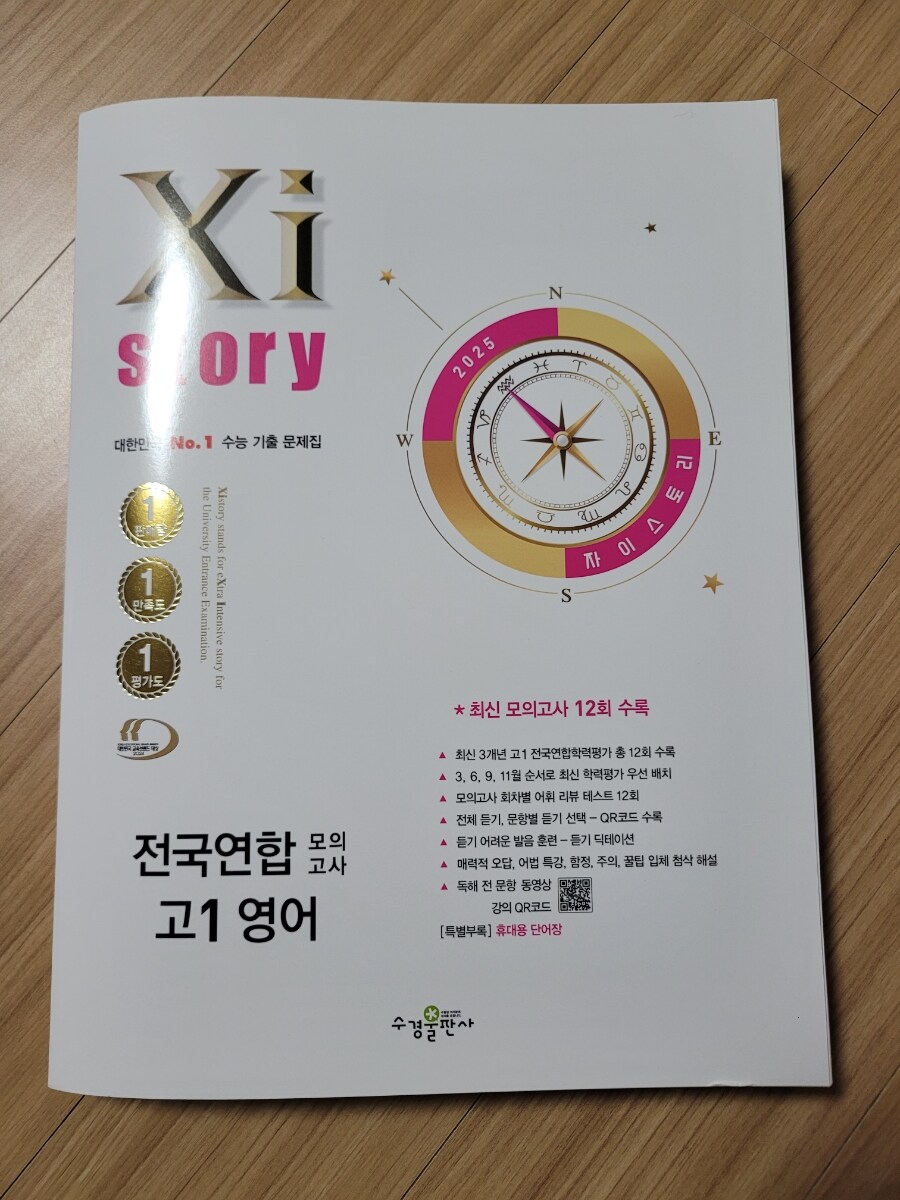 Xi
story
대한민국 No.1 수능 기출 문제집
1
판매율
1
만족도
1
평가도
Xistory stands for eXtra Intensive story for
the University Entrance Examination.
N
2025
W
E
자이스토리
S
* 최신 모의고사 12회 수록
▲ 최신 3개년 고1 전국연합학력평가 총 12회 수록
▲ 3, 6, 9, 11월 순서로 최신 학력평가 우선 배치
▲ 모의고사 회차별 어휘 리뷰 테스트 12회
▲ 전체 듣기, 문항별 듣기 선택 – QR코드 수록
▲ 듣기 어려운 발음 훈련 – 듣기 딕테이션
▲ 매력적 오답, 어법 특강, 함정, 주의, 꿀팁 입체 첨삭 해설
▲ 독해 전 문항 동영상
강의 QR코드
[특별부록] 휴대용 단어장
전국연합 모의
고사
고1 영어
수경출판사